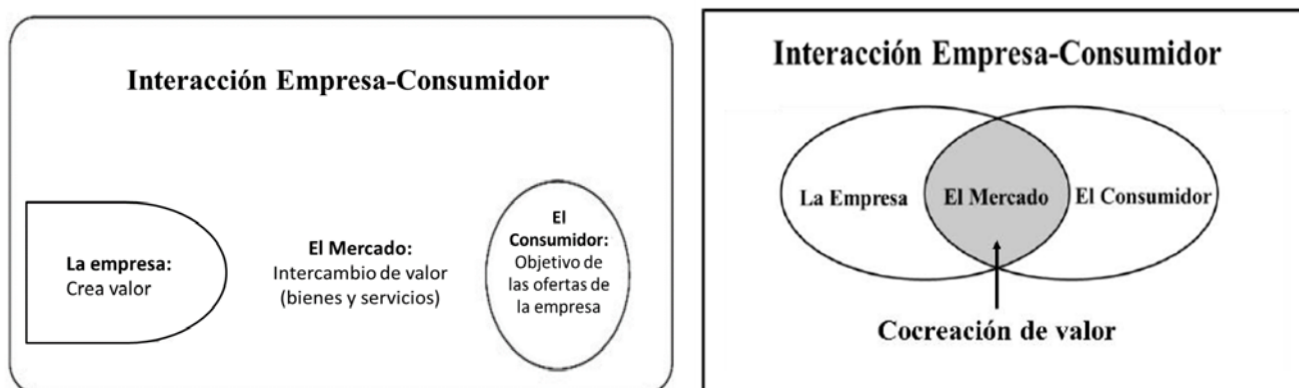 Interacción Empresa-Consumidor
La empresa:
Crea valor
El Mercado:
Intercambio de valor
(bienes y servicios)
El
Consumidor:
Objetivo de
las ofertas de
la empresa
Interacción Empresa-Consumidor
La Empresa
El Mercado
El Consumidor
Cocreación de valor